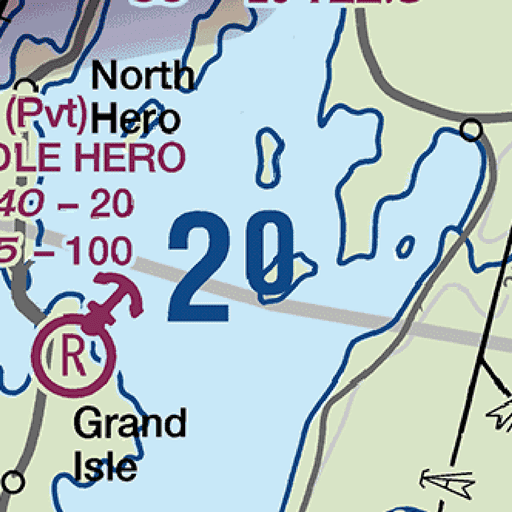 North
(Pvt) Hero
DLE HERO
40 – 20
5 – 100
20
R
Grand
Isle